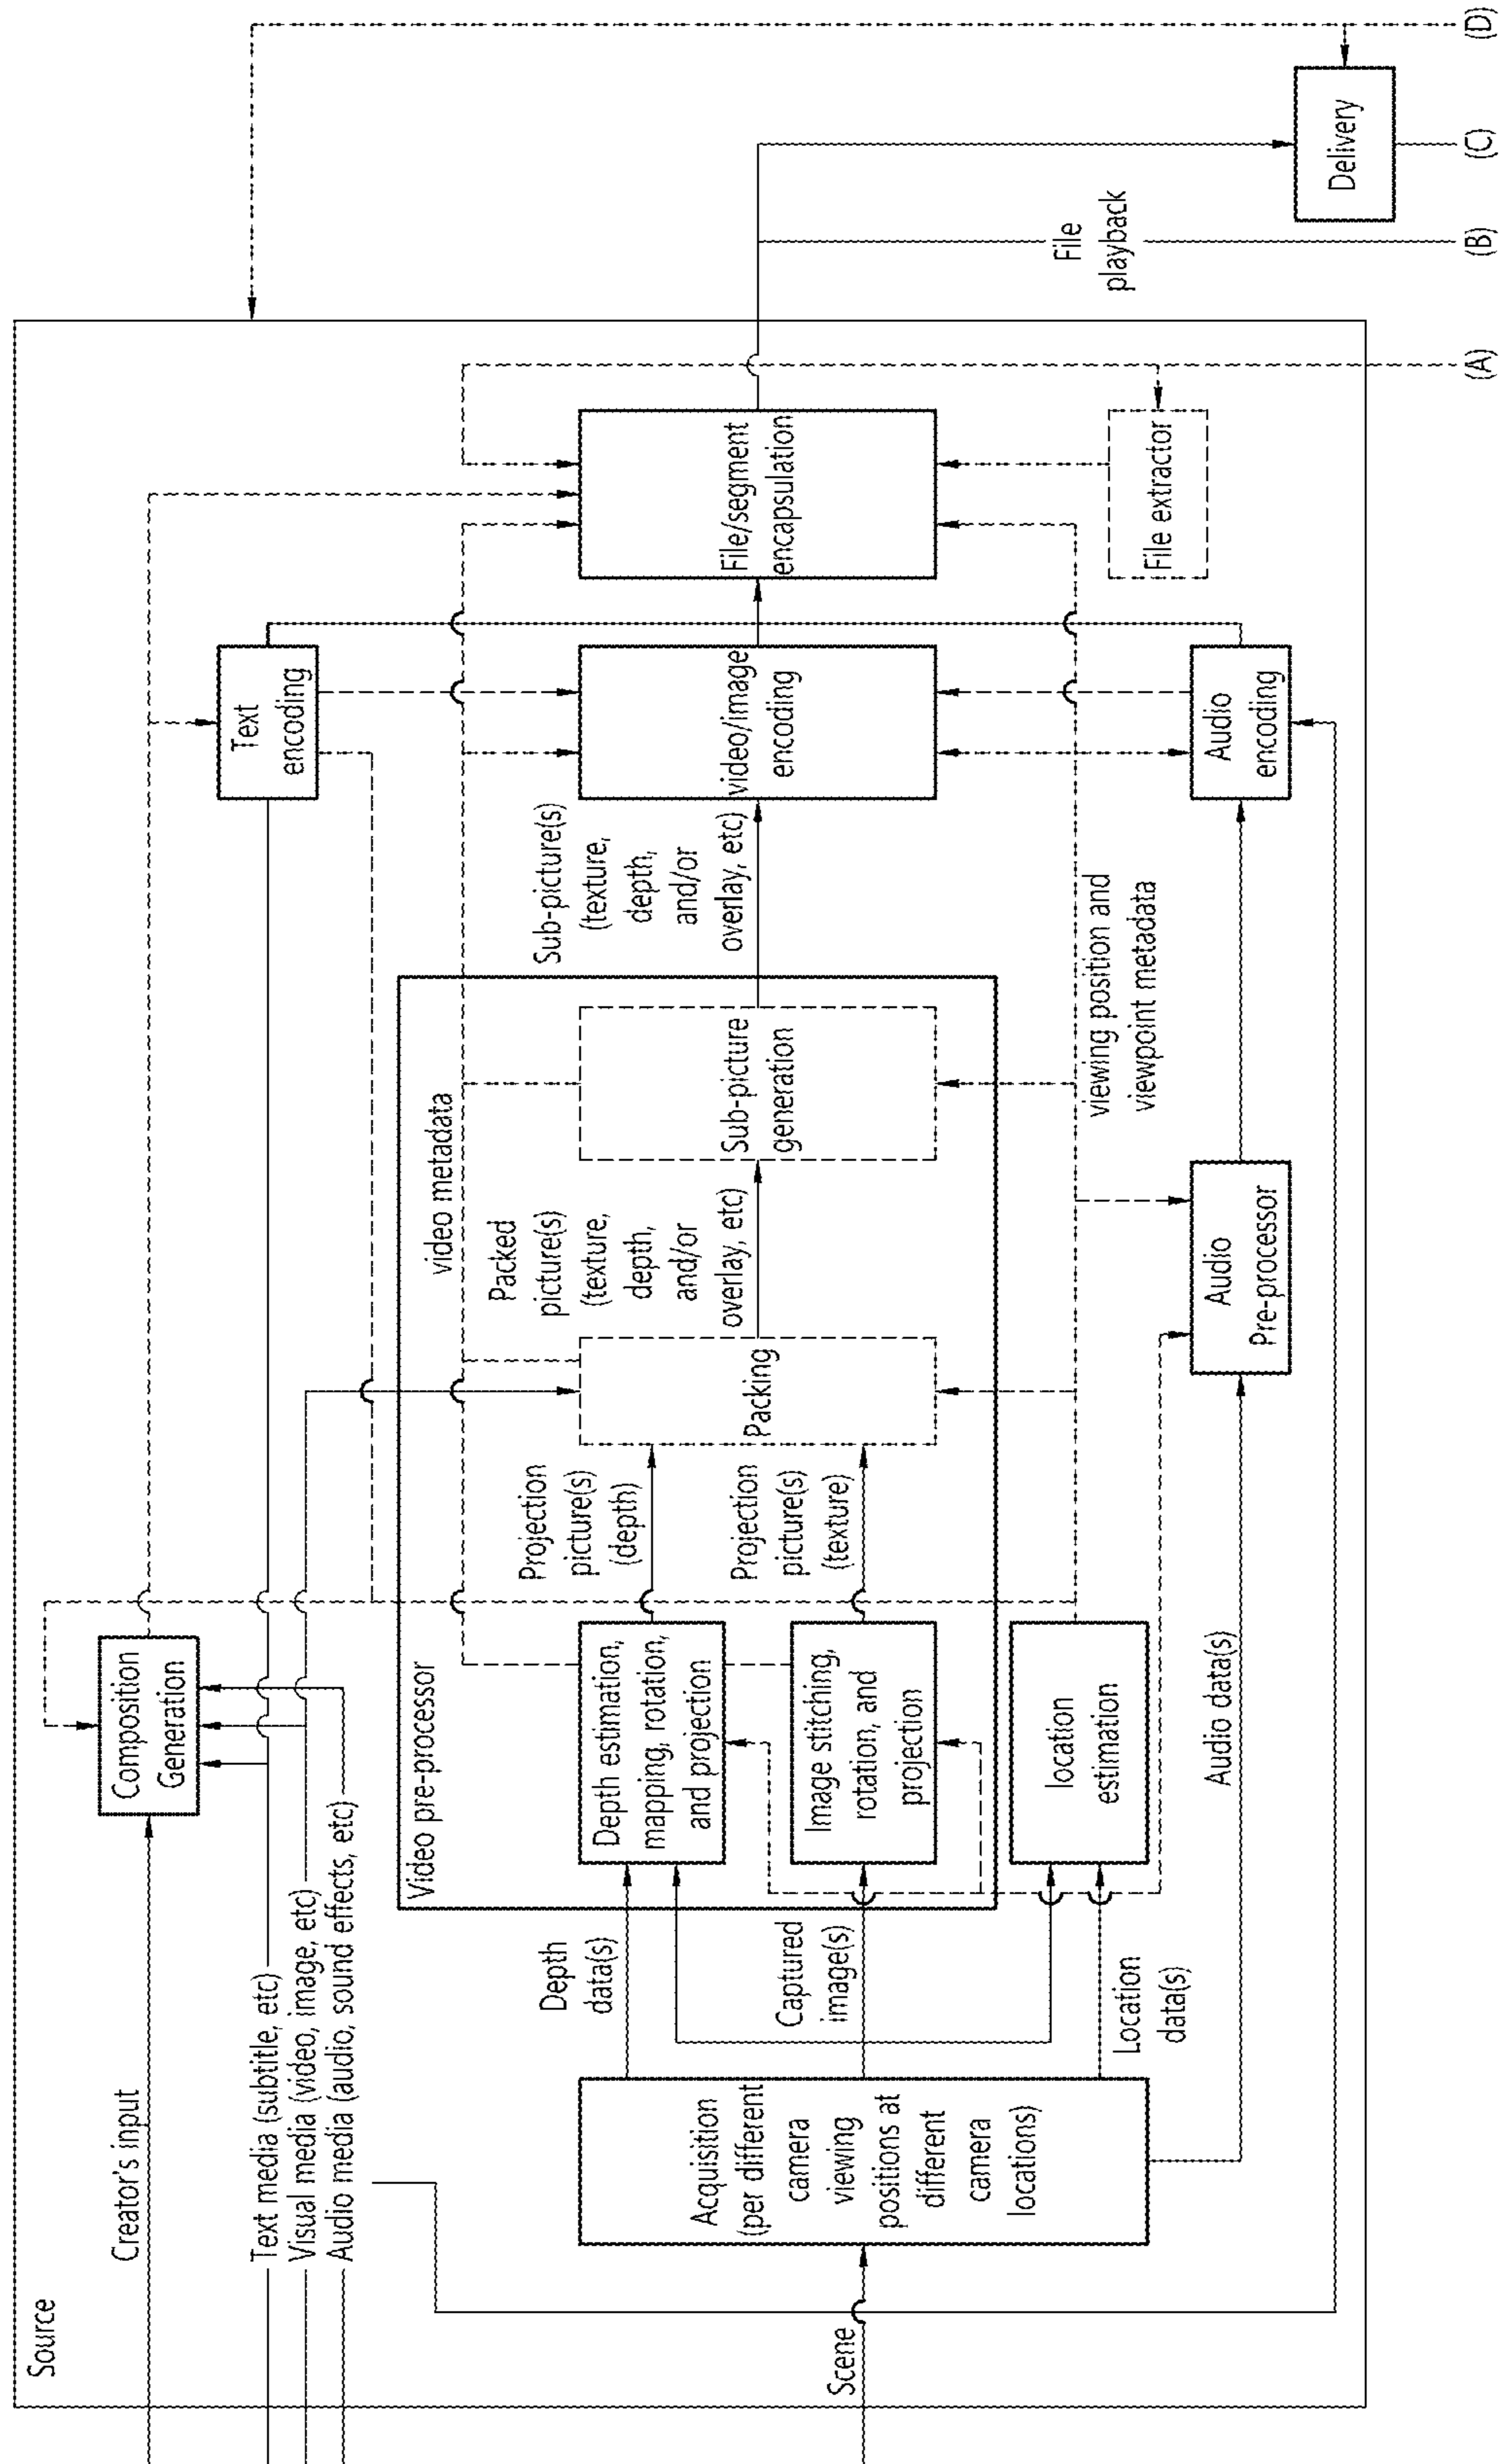 Source
Creator's input
Text media (subtitle, etc)
Visual media (video, image, etc)
Audio media (audio, sound effects, etc)
Scene
Composition
Generation
Text
encoding
Acquisition
(per different
camera
viewing
positions at
different
camera
locations)
Depth
data(s)
Captured
image(s)
Location
data(s)
Audio data(s)
Video pre-processor
Depth estimation,
mapping, rotation,
and projection
Image stitching,
rotation, and
projection
location
estimation
Projection
picture(s)
(depth)
Projection
picture(s)
(texture)
Packing
video metadata
Packed
picture(s)
(texture,
depth,
and/or
overlay, etc)
Sub-picture
generation
Sub-picture(s)
(texture,
depth,
and/or
overlay, etc)
viewing position and
viewpoint metadata
Audio
Pre-processor
video/image
encoding
Audio
encoding
File/segment
encapsulation
File extractor
File
playback
Delivery
(A)
(B)
(C)
(D)